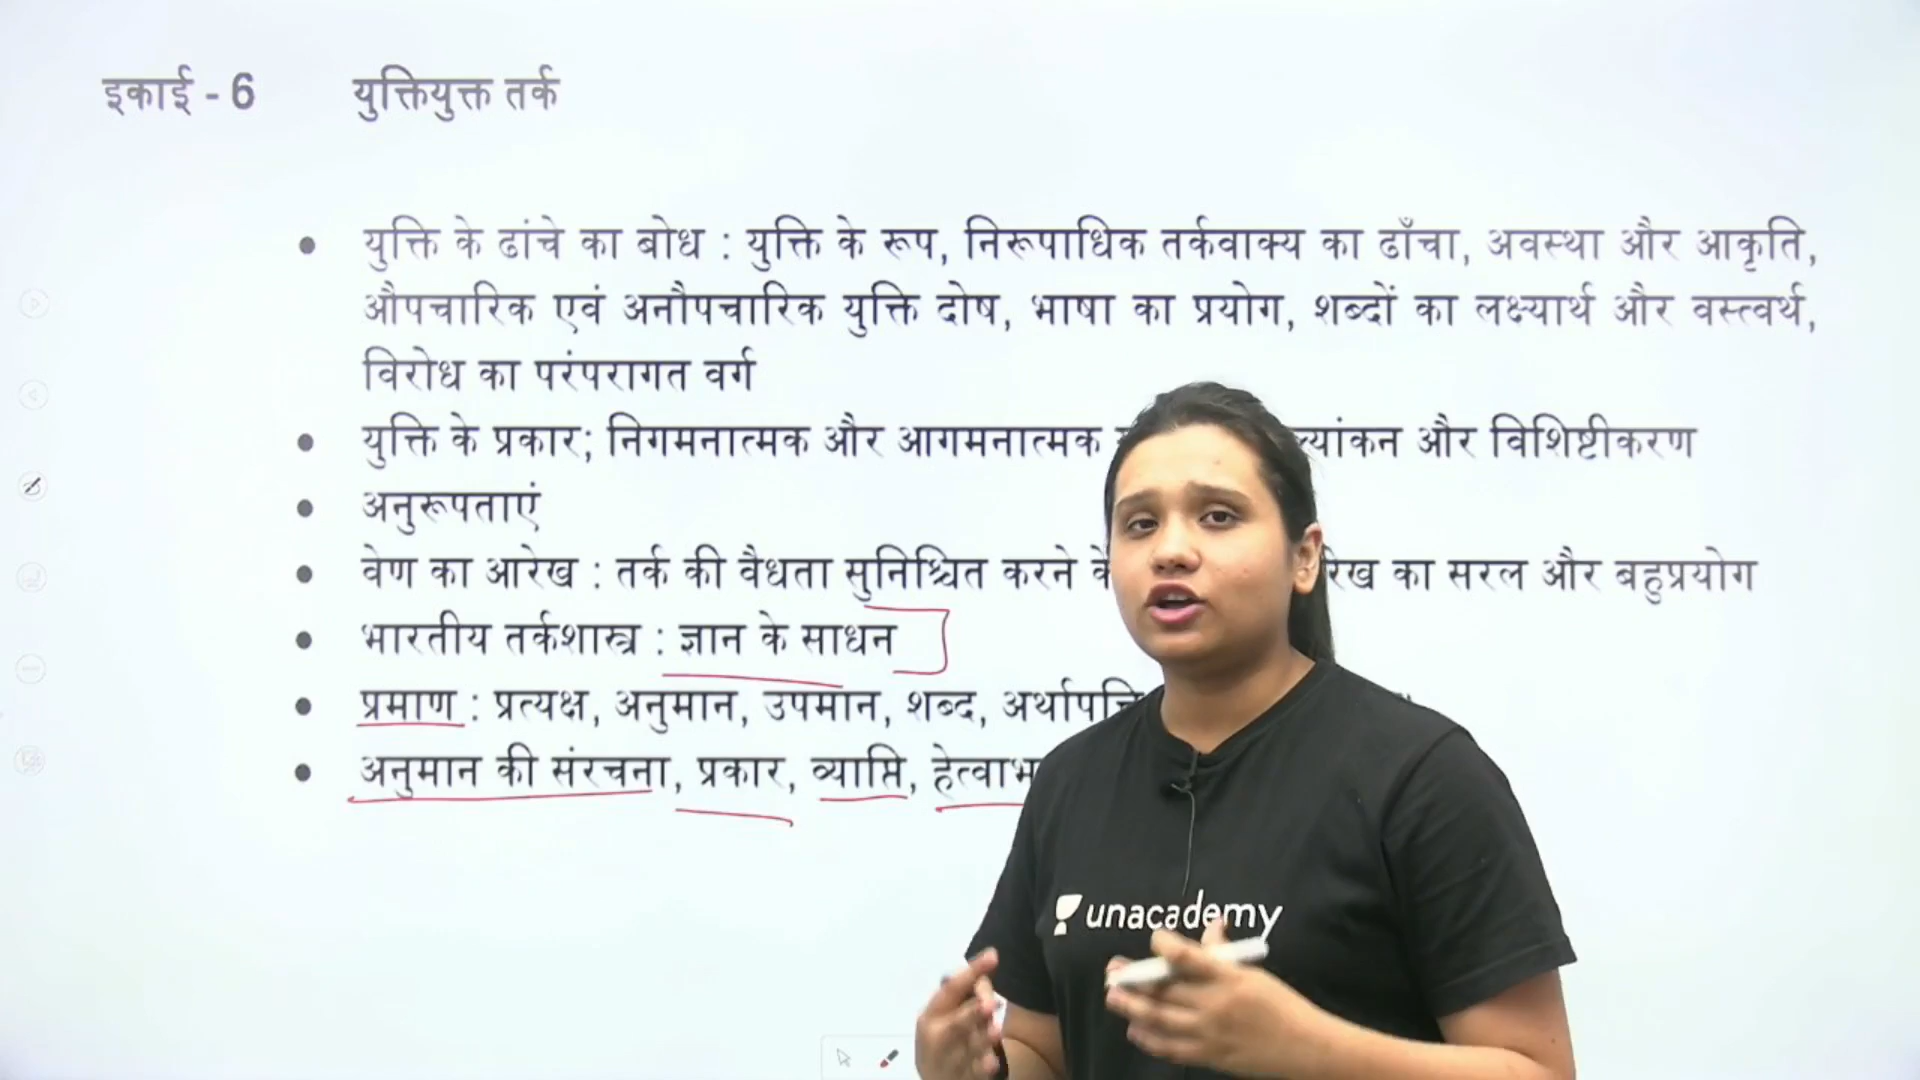 इकाई - 6 युक्तियुक्त तर्क
• युक्ति के ढांचे का बोध : युक्ति के रूप, निरूपाधिक तर्कवाक्य का ढाँचा, अवस्था और आकृति,
औपचारिक एवं अनौपचारिक युक्ति दोष, भाषा का प्रयोग, शब्दों का लक्ष्यार्थ और वस्त्वर्थ,
विरोध का परंपरागत वर्ग
• युक्ति के प्रकार; निगमनात्मक और आगमनात्मक और विशिष्टीकरण
• अनुरूपताएं
• वेण का आरेख : तर्क की वैधता सुनिश्चित करने का सरल और बहुप्रयोग
• भारतीय तर्कशास्त्र : ज्ञान के साधन
• प्रमाण : प्रत्यक्ष, अनुमान, उपमान, शब्द,
• अनुमान की संरचना, प्रकार, व्याप्ति,
unacademy